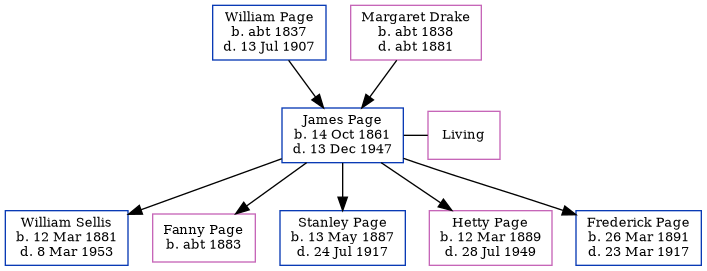 William Page
b. abt 1837
d. 13 Jul 1907
Margaret Drake
b. abt 1838
d. abt 1881
James Page
b. 14 Oct 1861
d. 13 Dec 1947
Living
William Sellis
b. 12 Mar 1881
d. 8 Mar 1953
Fanny Page
b. abt 1883
Stanley Page
b. 13 May 1887
d. 24 Jul 1917
Hetty Page
b. 12 Mar 1889
d. 28 Jul 1949
Frederick Page
b. 26 Mar 1891
d. 23 Mar 1917